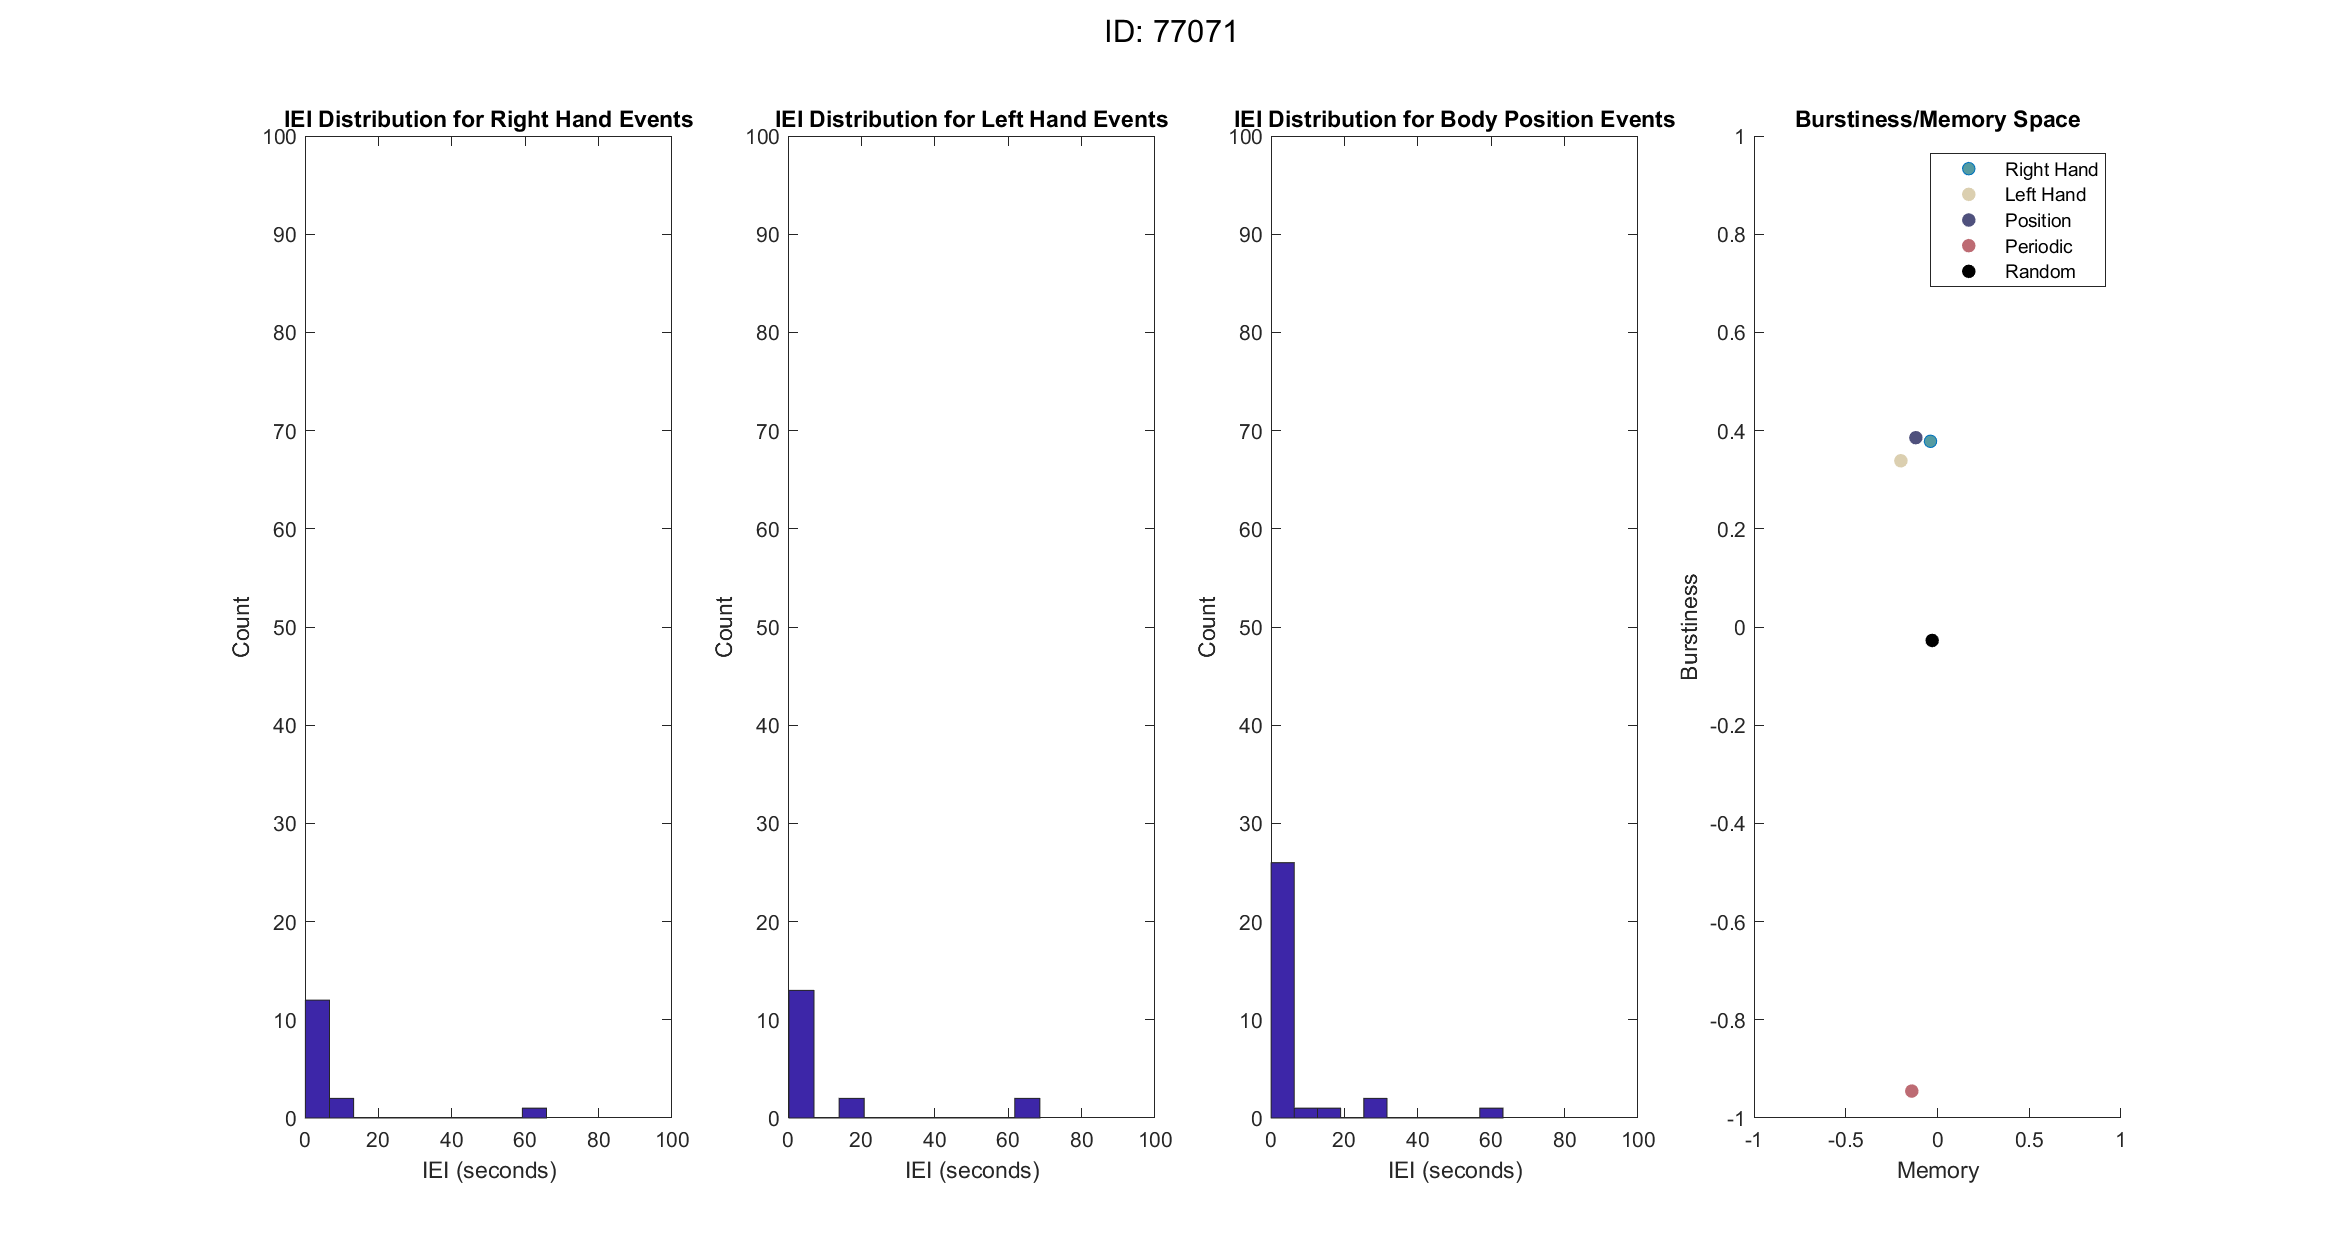 ID: 77071
IEI Distribution for Right Hand Events
100
90
80
70
60
50
40
30
20
10
0
Count
0 20 40 60 80 100
IEI (seconds)
IEI Distribution for Left Hand Events
100
90
80
70
60
50
40
30
20
10
0
Count
0 20 40 60 80 100
IEI (seconds)
IEI Distribution for Body Position Events
100
90
80
70
60
50
40
30
20
10
0
Count
0 20 40 60 80 100
IEI (seconds)
Burstiness/Memory Space
1
0.8
0.6
0.4
0.2
0
-0.2
-0.4
-0.6
-0.8
-1
Burstiness
Right Hand
Left Hand
Position
Periodic
Random
-1 -0.5 0 0.5 1
Memory